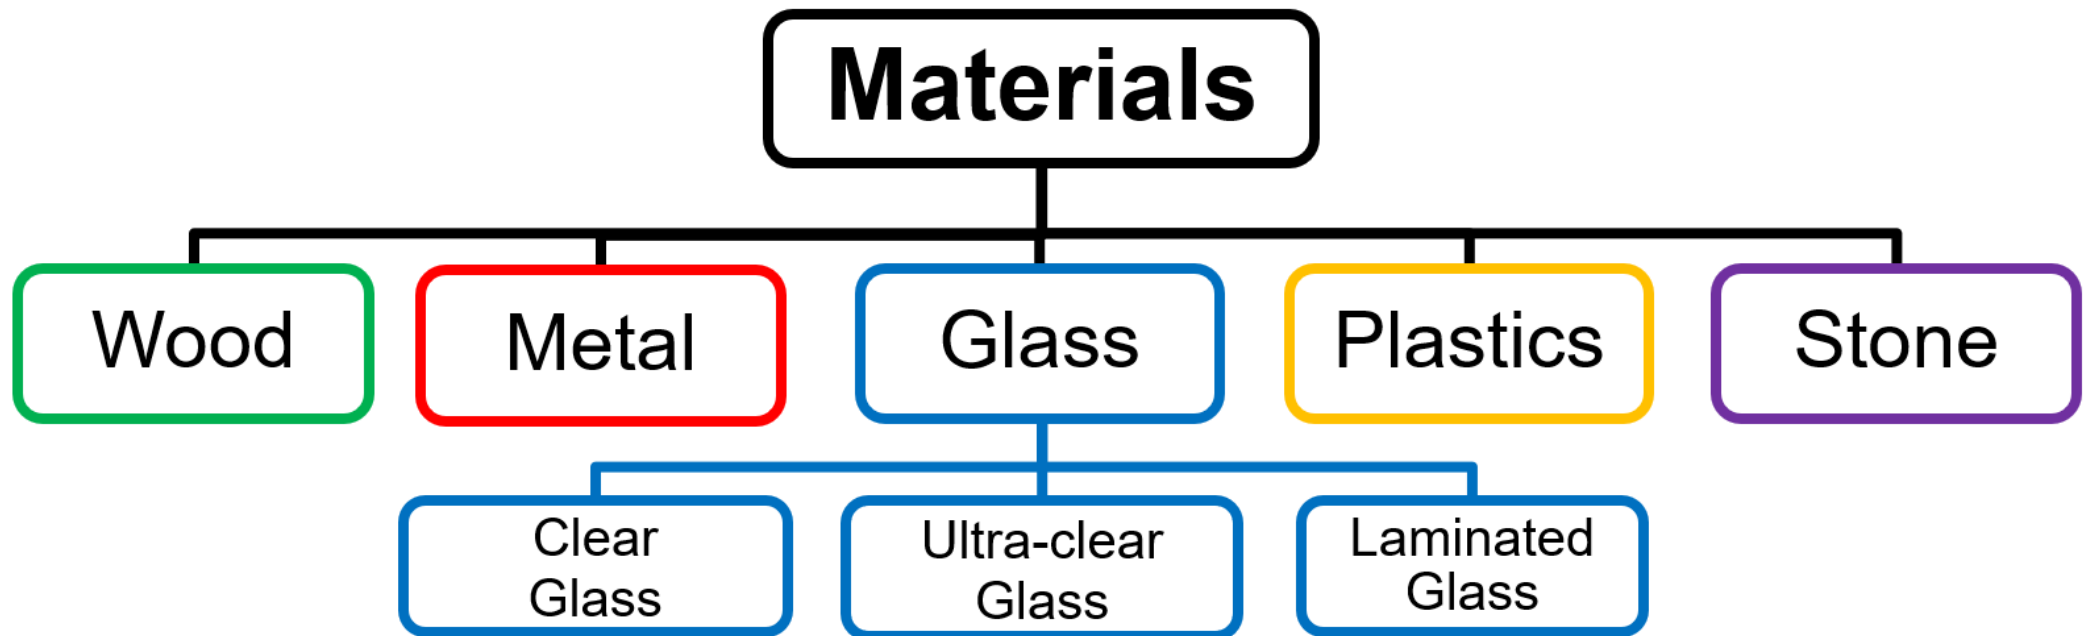 Materials
Wood
Metal
Glass
Plastics
Stone
Clear
Glass
Ultra-clear
Glass
Laminated
Glass